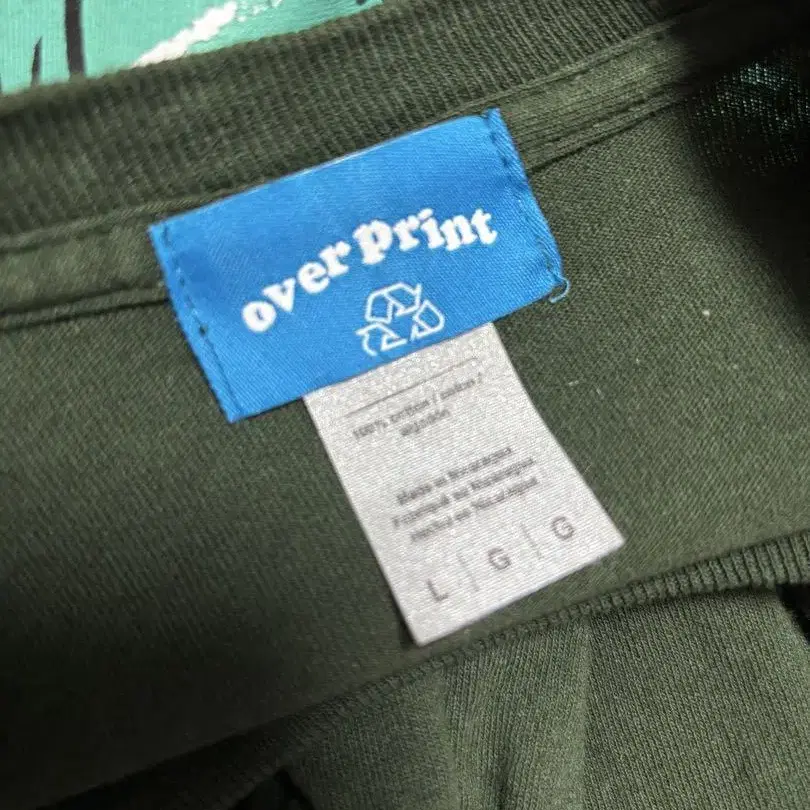 over print
100% cotton / coton /
algodón
Made in Nicaragua
Fabriqué au Nicaragua
Hecho en Nicaragua
L | G | G